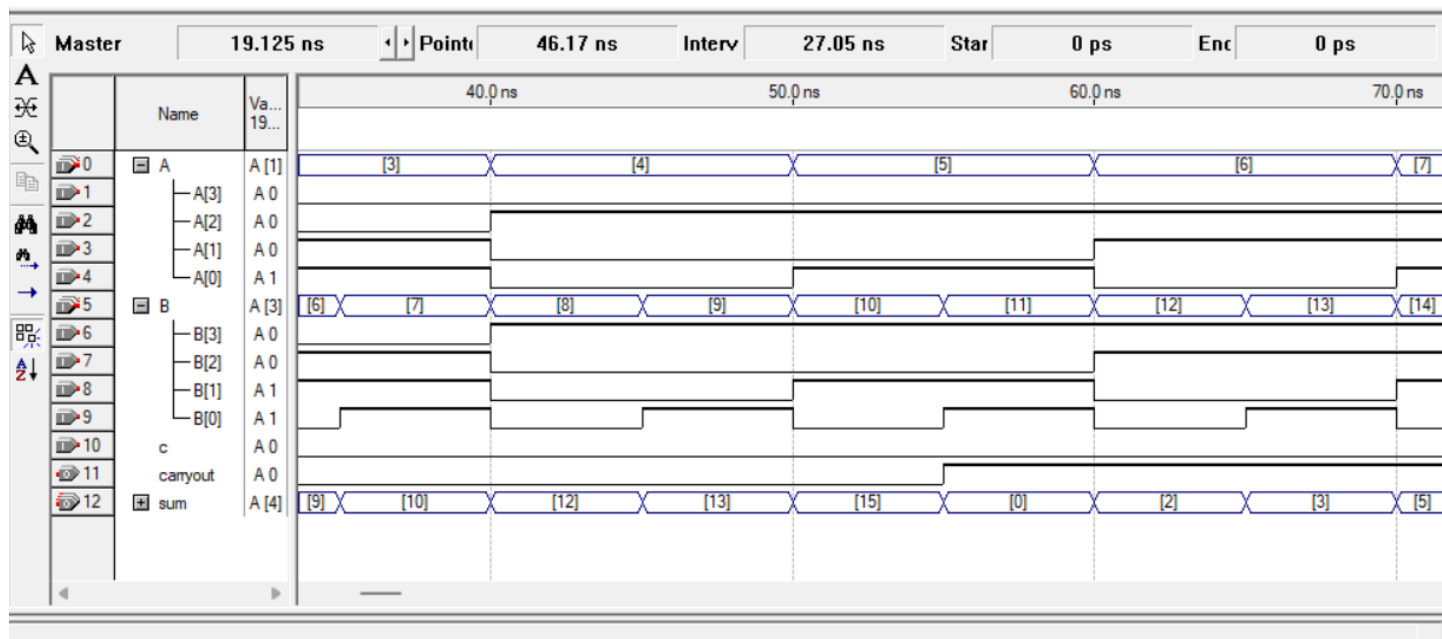 Master 19.125 ns Pointe 46.17 ns Interv 27.05 ns Star 0 ps Enc 0 ps
A
Name Va... 19... 40.0 ns 50.0 ns 60.0 ns 70.0 ns
0 A A [1] [3] [4] [5] [6] [7]
1 A[3] A 0
2 A[2] A 0
3 A[1] A 0
4 A[0] A 1
5 B A [3] [6] [7] [8] [9] [10] [11] [12] [13] [14]
6 B[3] A 0
7 B[2] A 0
8 B[1] A 1
9 B[0] A 1
10 c A 0
11 carryout A 0
12 sum A [4] [9] [10] [12] [13] [15] [0] [2] [3] [5]
A
Z